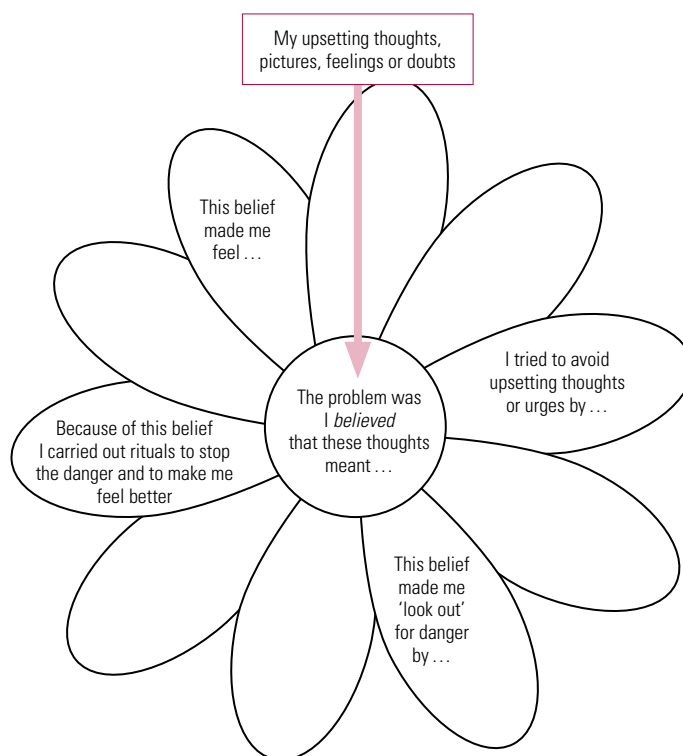 My upsetting thoughts,
pictures, feelings or doubts
This belief
made me
feel ...
I tried to avoid
upsetting thoughts
or urges by ...
The problem was
I believed
that these thoughts
meant ...
Because of this belief
I carried out rituals to stop
the danger and to make me
feel better
This belief
made me
‘look out’
for danger
by ...